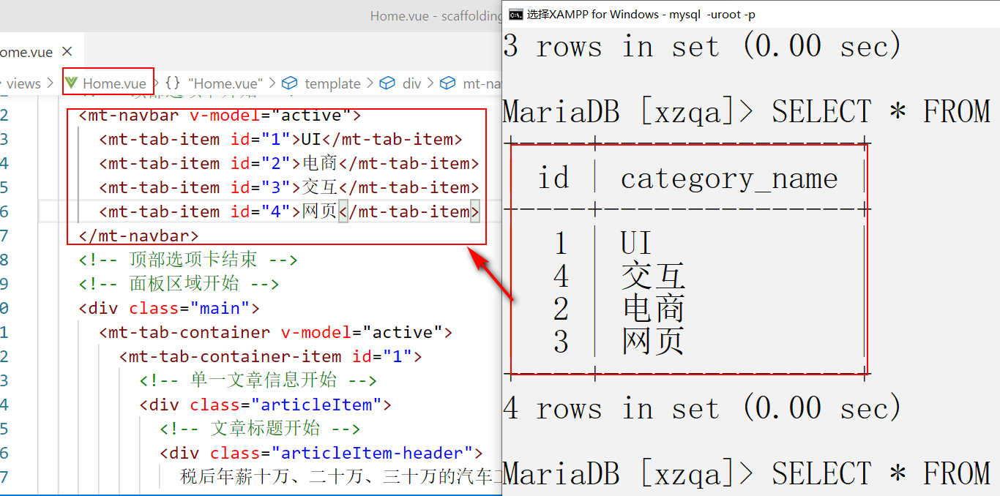 Home.vue - scaffolding
ome.vue ×
views > Home.vue > {} "Home.vue" > template > div > mt-na
2 <mt-navbar v-model="active">
3 <mt-tab-item id="1">UI</mt-tab-item>
4 <mt-tab-item id="2">电商</mt-tab-item>
5 <mt-tab-item id="3">交互</mt-tab-item>
6 <mt-tab-item id="4">网页</mt-tab-item>
7 </mt-navbar>
8 <!-- 顶部选项卡结束 -->
9 <!-- 面板区域开始 -->
0 <div class="main">
1 <mt-tab-container v-model="active">
2 <mt-tab-container-item id="1">
3 <!-- 单一文章信息开始 -->
4 <div class="articleItem">
5 <!-- 文章标题开始 -->
6 <div class="articleItem-header">
7 税后年薪十万、二十万、三十万的汽车
选择XAMPP for Windows - mysql -uroot -p
3 rows in set (0.00 sec)
MariaDB [xzqa]> SELECT * FROM
id | category_name
1 | UI
4 | 交互
2 | 电商
3 | 网页
4 rows in set (0.00 sec)
MariaDB [xzqa]> SELECT * FROM